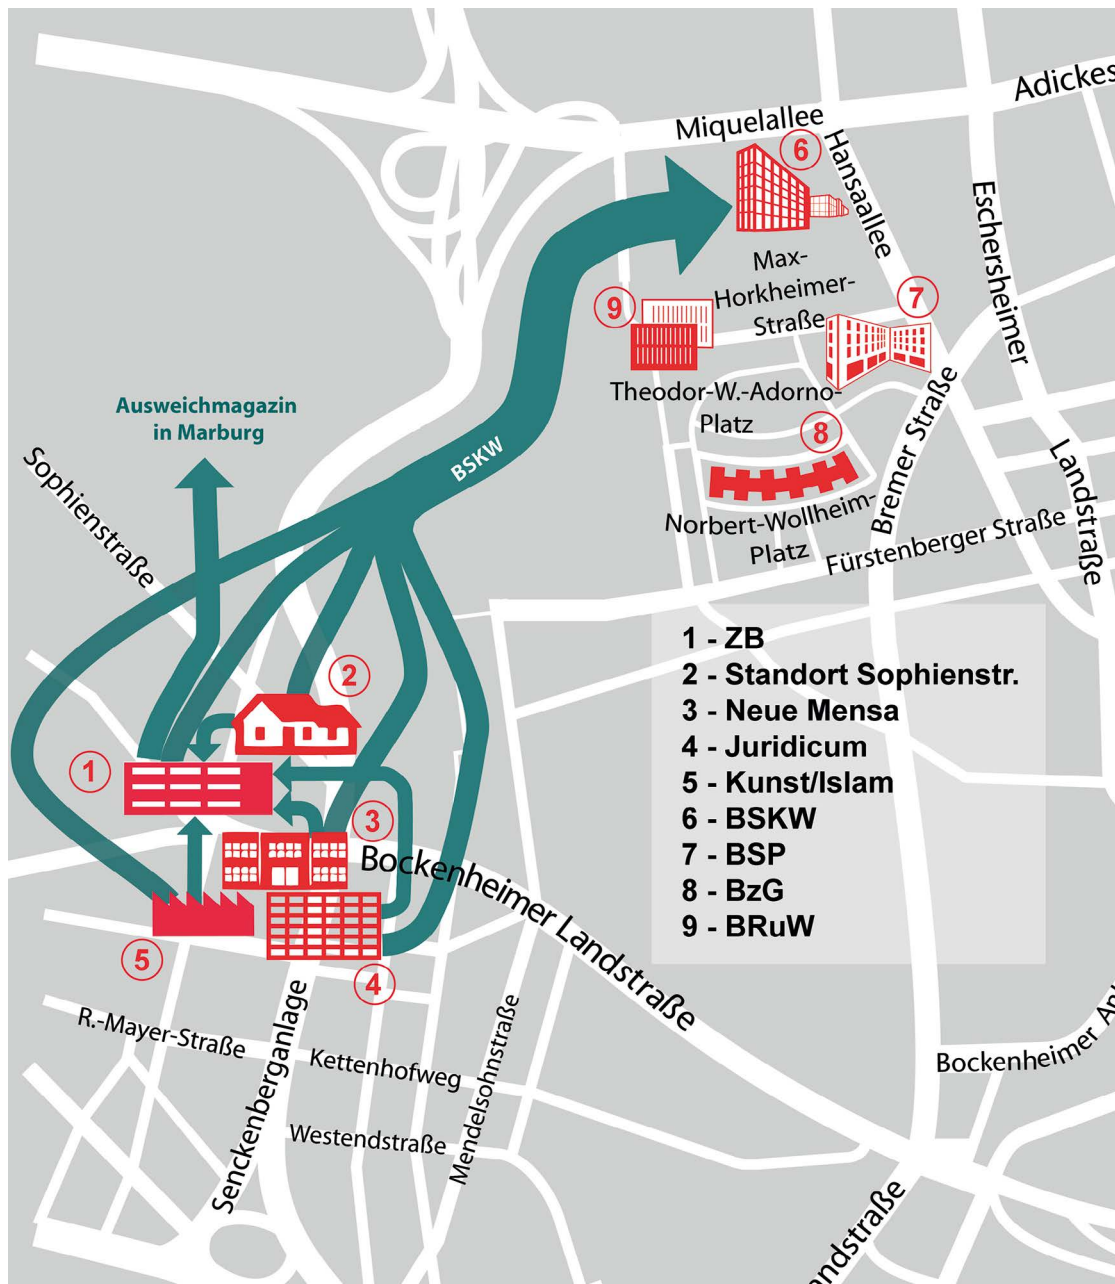 Adickes
Miquelallee
6
Hansaallee
Eschersheimer
Landstraße
Max-
Horkheimer-
Straße
7
9
Theodor-W.-Adorno-
Platz
8
Bremer Straße
Norbert-Wollheim-
Platz
Fürstenberger Straße
Ausweichmagazin
in Marburg
BSKW
Sophienstraße
2
1
3
Bockenheimer Landstraße
5
4
1 - ZB
2 - Standort Sophienstr.
3 - Neue Mensa
4 - Juridicum
5 - Kunst/Islam
6 - BSKW
7 - BSP
8 - BzG
9 - BRuW
R.-Mayer-Straße
Kettenhofweg
Senckenberganlage
Westendstraße
Mendelsohnstraße
Bockenheimer Anl
ndstraße